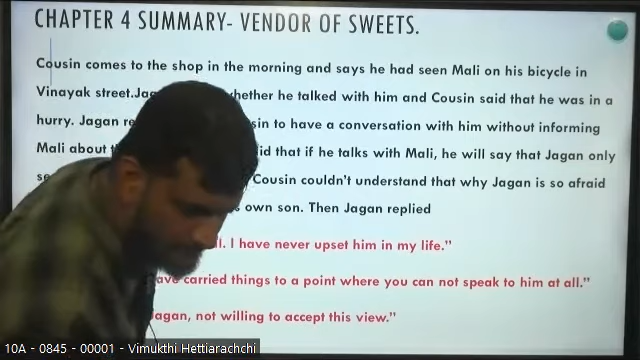 CHAPTER 4 SUMMARY- VENDOR OF SWEETS.
Cousin comes to the shop in the morning and says he had seen Mali on his bicycle in
Vinayak street. whether he talked with him and Cousin said that he was in a
hurry. Jagan to have a conversation with him without informing
Mali about that if he talks with Mali, he will say that Jagan only
Cousin couldn't understand that why Jagan is so afraid
own son. Then Jagan replied
I have never upset him in my life."
carried things to a point where you can not speak to him at all."
Jagan, not willing to accept this view."
10A - 0845 - 00001 - Vimukthi Hettiarachchi